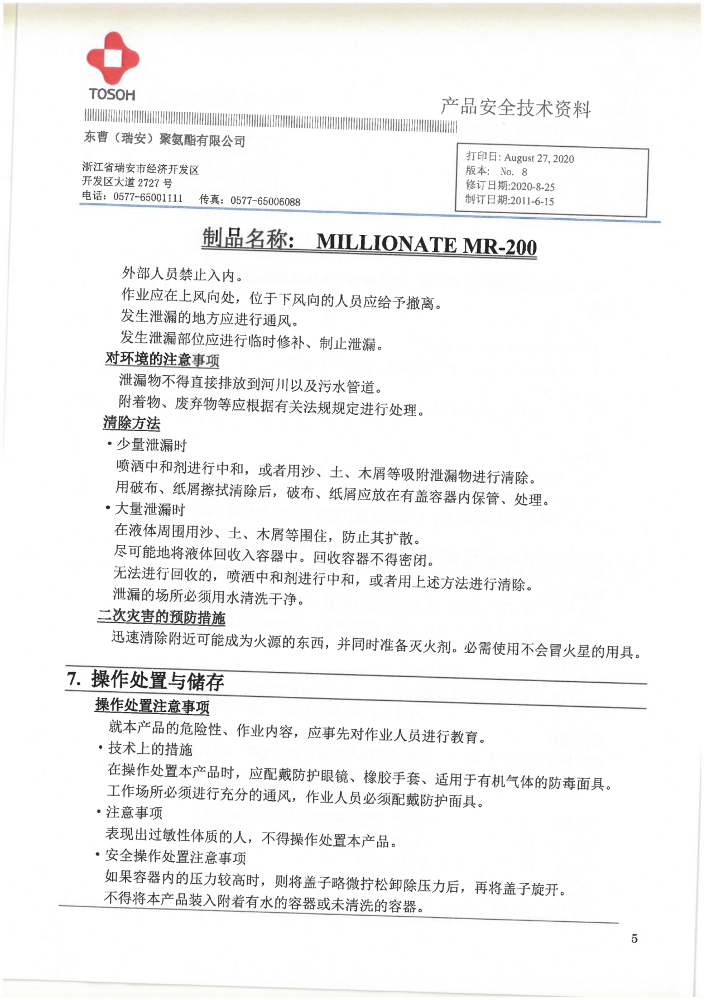 TOSOH
产品安全技术资料
东曹（瑞安）聚氨酯有限公司
浙江省瑞安市经济开发区
开发区大道 2727 号
电话：0577-65001111 传真：0577-65006088
打印日: August 27, 2020
版本: No. 8
修订日期:2020-8-25
制订日期:2011-6-15
制品名称: MILLIONATE MR-200
外部人员禁止入内。
作业应在上风向处，位于下风向的人员应给予撤离。
发生泄漏的地方应进行通风。
发生泄漏部位应进行临时修补、制止泄漏。
对环境的注意事项
泄漏物不得直接排放到河川以及污水管道。
附着物、废弃物等应根据有关法规规定进行处理。
清除方法
・少量泄漏时
喷洒中和剂进行中和，或者用沙、土、木屑等吸附泄漏物进行清除。
用破布、纸屑擦拭清除后，破布、纸屑应放在有盖容器内保管、处理。
・大量泄漏时
在液体周围用沙、土、木屑等围住，防止其扩散。
尽可能地将液体回收入容器中。回收容器不得密闭。
无法进行回收的，喷洒中和剂进行中和，或者用上述方法进行清除。
泄漏的场所必须用水清洗干净。
二次灾害的预防措施
迅速清除附近可能成为火源的东西，并同时准备灭火剂。必需使用不会冒火星的用具。
7. 操作处置与储存
操作处置注意事项
就本产品的危险性、作业内容，应事先对作业人员进行教育。
・技术上的措施
在操作处置本产品时，应配戴防护眼镜、橡胶手套、适用于有机气体的防毒面具。
工作场所必须进行充分的通风，作业人员必须配戴防护面具。
・注意事项
表现出过敏性体质的人，不得操作处置本产品。
・安全操作处置注意事项
如果容器内的压力较高时，则将盖子略微拧松卸除压力后，再将盖子旋开。
不得将本产品装入附着有水的容器或未清洗的容器。
5